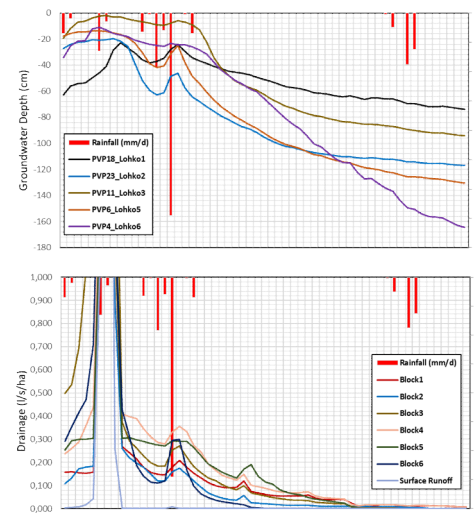 0
-20
-40
-60
-80
-100
-120
-140
-160
-180
Groundwater Depth (cm)
Rainfall (mm/d)
PVP18_Lohko1
PVP23_Lohko2
PVP11_Lohko3
PVP6_Lohko5
PVP4_Lohko6
1,000
0,900
0,800
0,700
0,600
0,500
0,400
0,300
0,200
0,100
0,000
Drainage (l/s/ha)
Rainfall (mm/d)
Block1
Block2
Block3
Block4
Block5
Block6
Surface Runoff